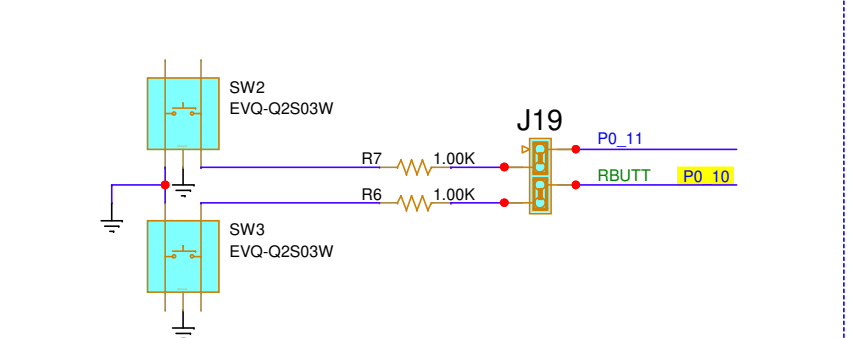 SW2
EVQ-Q2S03W
J19
P0_11
R7 1.00K
RBUTT P0_10
R6 1.00K
SW3
EVQ-Q2S03W